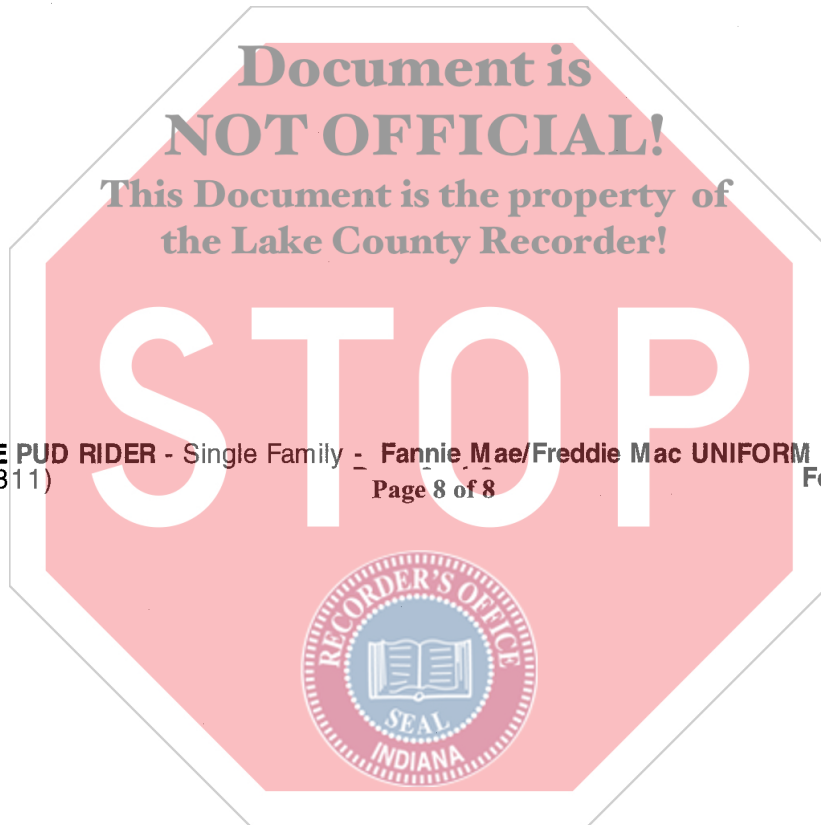 Document is
NOT OFFICIAL!
This Document is the property of
the Lake County Recorder!
STOP
E PUD RIDER - Single Family - Fannie Mae/Freddie Mac UNIFORM
311)
Page 8 of 8
RECORDER'S OFFICE
SEAL
INDIANA